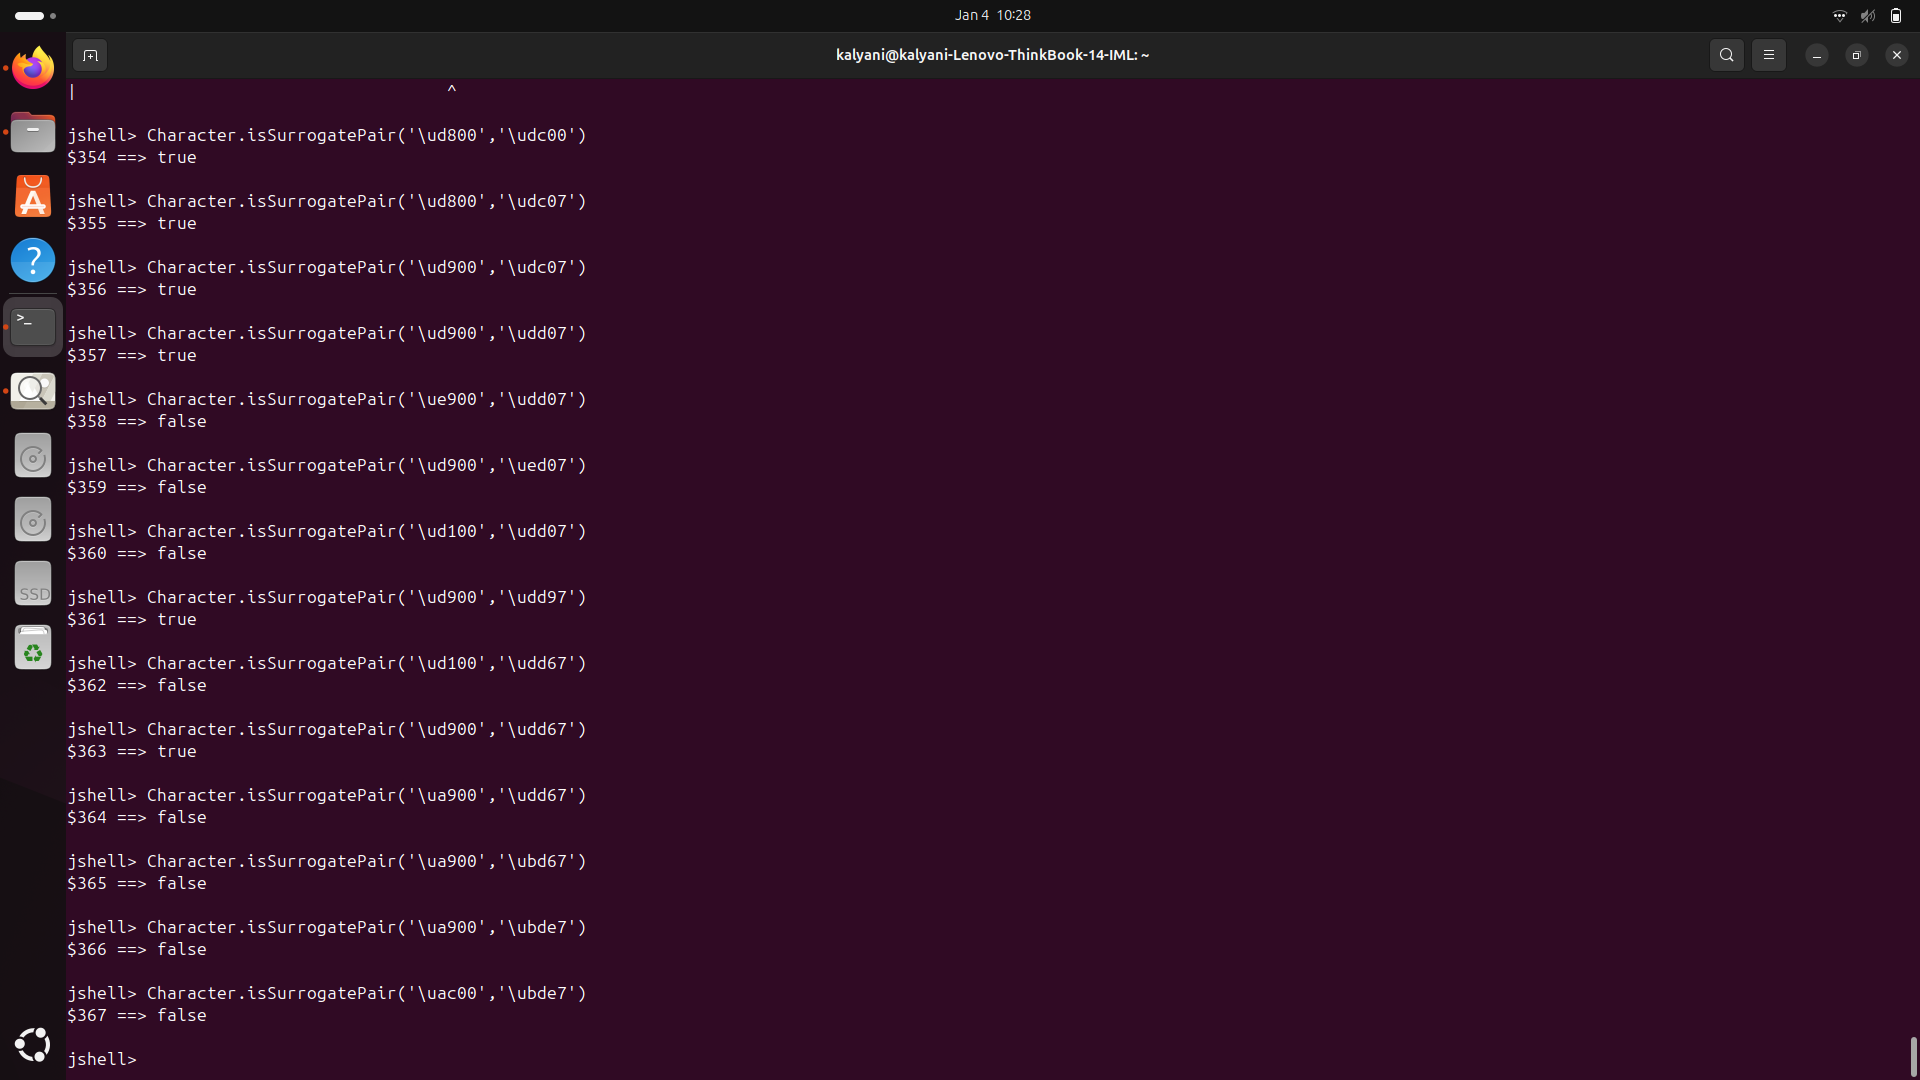 Jan 4 10:28
kalyani@kalyani-Lenovo-ThinkBook-14-IML: ~
| ^
jshell> Character.isSurrogatePair('\ud800','\udc00')
$354 ==> true
jshell> Character.isSurrogatePair('\ud800','\udc07')
$355 ==> true
jshell> Character.isSurrogatePair('\ud900','\udc07')
$356 ==> true
jshell> Character.isSurrogatePair('\ud900','\udd07')
$357 ==> true
jshell> Character.isSurrogatePair('\ue900','\udd07')
$358 ==> false
jshell> Character.isSurrogatePair('\ud900','\ued07')
$359 ==> false
jshell> Character.isSurrogatePair('\ud100','\udd07')
$360 ==> false
jshell> Character.isSurrogatePair('\ud900','\udd97')
$361 ==> true
jshell> Character.isSurrogatePair('\ud100','\udd67')
$362 ==> false
jshell> Character.isSurrogatePair('\ud900','\udd67')
$363 ==> true
jshell> Character.isSurrogatePair('\ua900','\udd67')
$364 ==> false
jshell> Character.isSurrogatePair('\ua900','\ubd67')
$365 ==> false
jshell> Character.isSurrogatePair('\ua900','\ubde7')
$366 ==> false
jshell> Character.isSurrogatePair('\uac00','\ubde7')
$367 ==> false
jshell>
>_
SSD